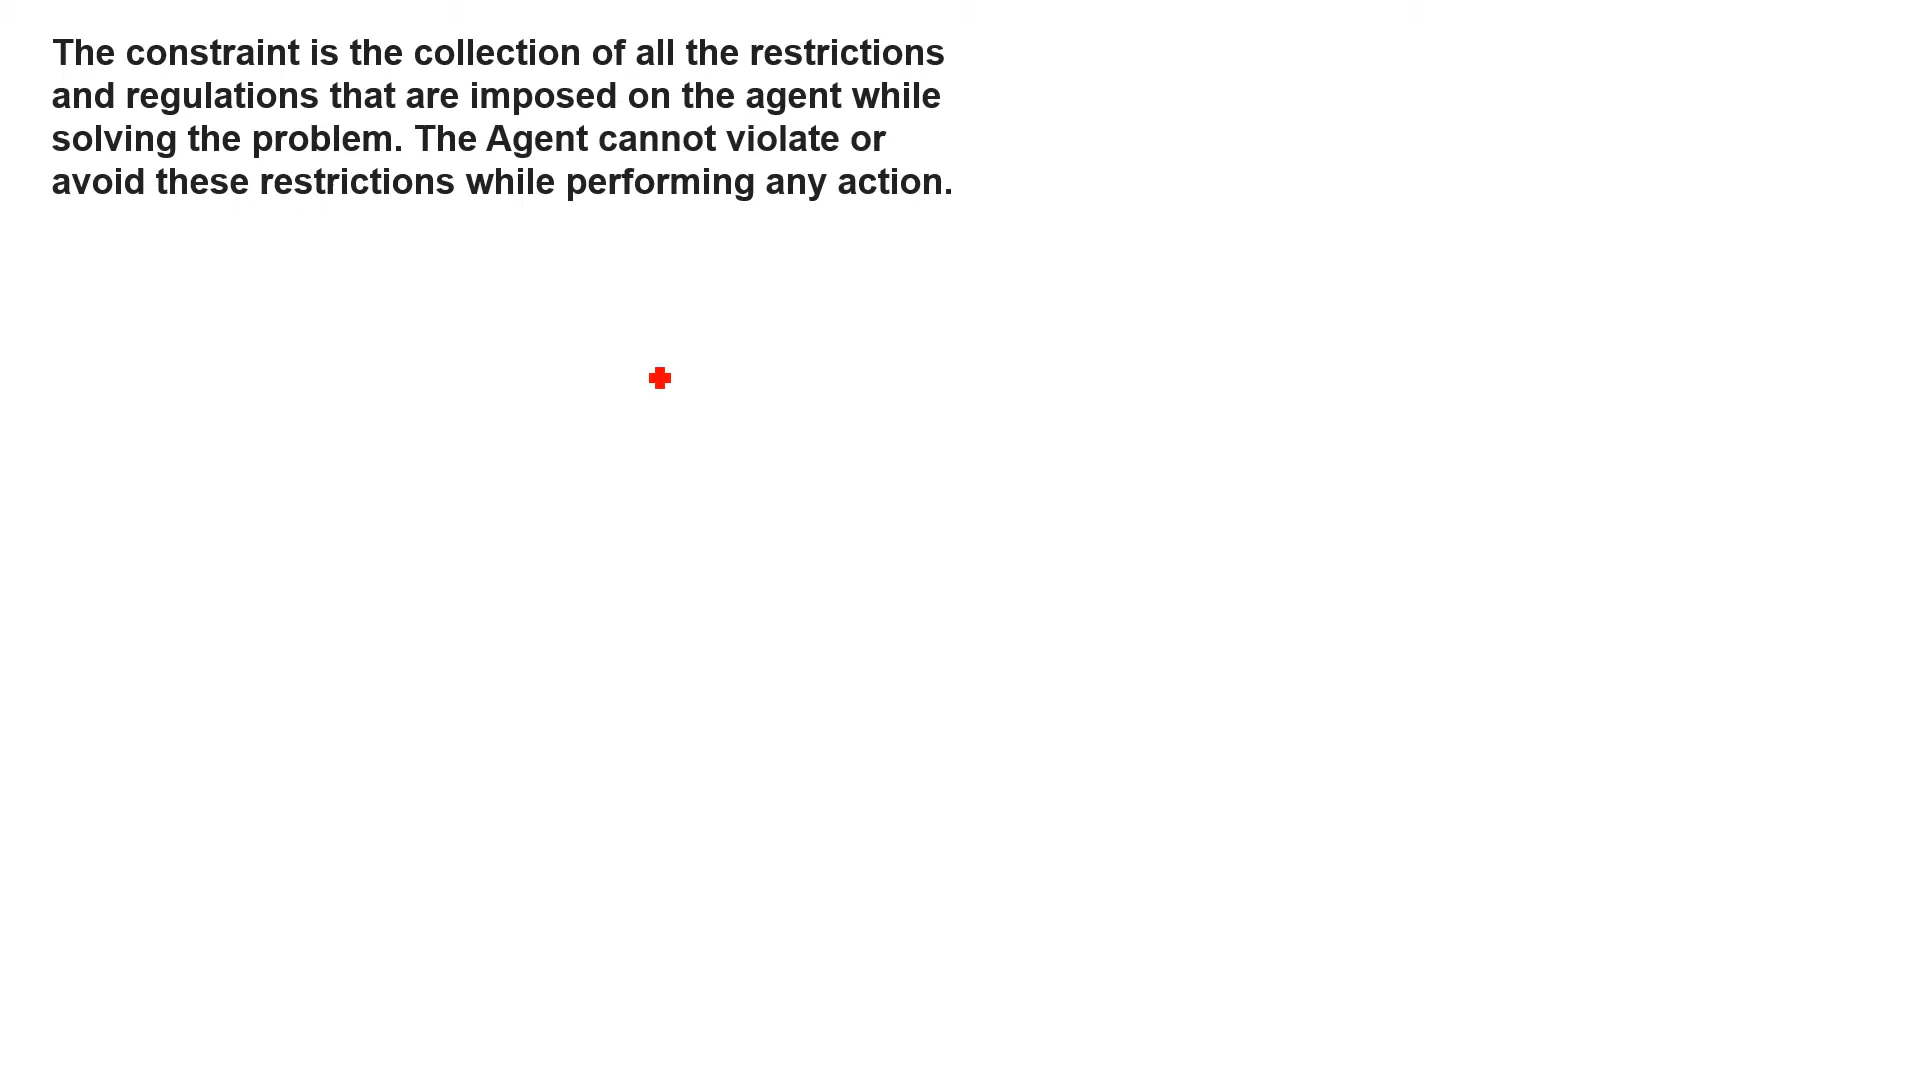 The constraint is the collection of all the restrictions
and regulations that are imposed on the agent while
solving the problem. The Agent cannot violate or
avoid these restrictions while performing any action.